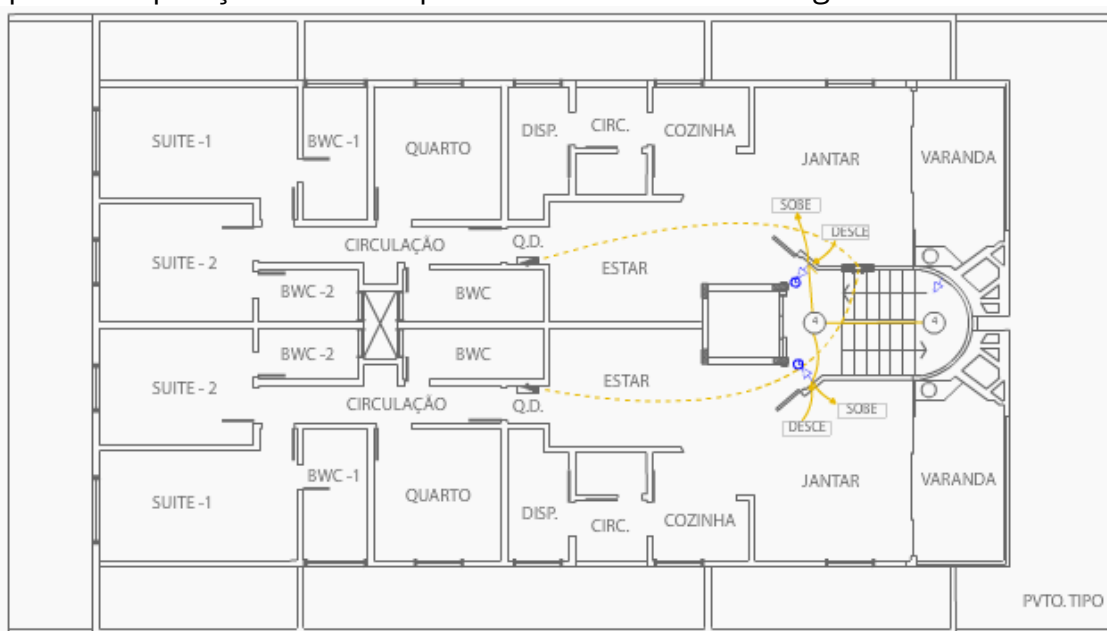 SUITE -1
BWC -1
QUARTO
DISP.
CIRC.
COZINHA
JANTAR
VARANDA
SOBE
DESCE
CIRCULAÇÃO
Q.D.
SUITE - 2
ESTAR
BWC -2
BWC
4
4
BWC -2
BWC
SUITE - 2
ESTAR
CIRCULAÇÃO
Q.D.
SOBE
DESCE
BWC -1
JANTAR
VARANDA
SUITE -1
QUARTO
DISP.
CIRC.
COZINHA
PVTO. TIPO